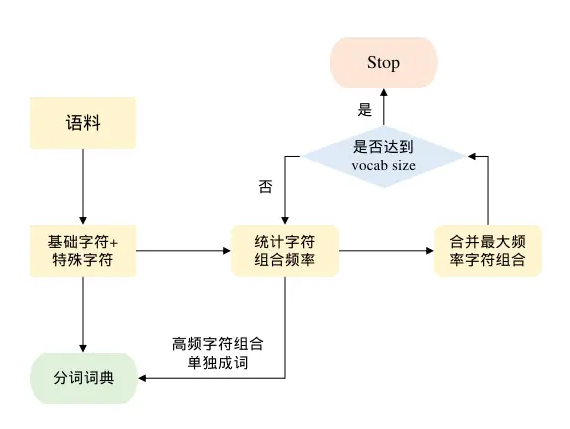 Stop
是
语料
是否达到
vocab size
否
基础字符+
特殊字符
统计字符
组合频率
合并最大频
率字符组合
高频字符组合
单独成词
分词词典